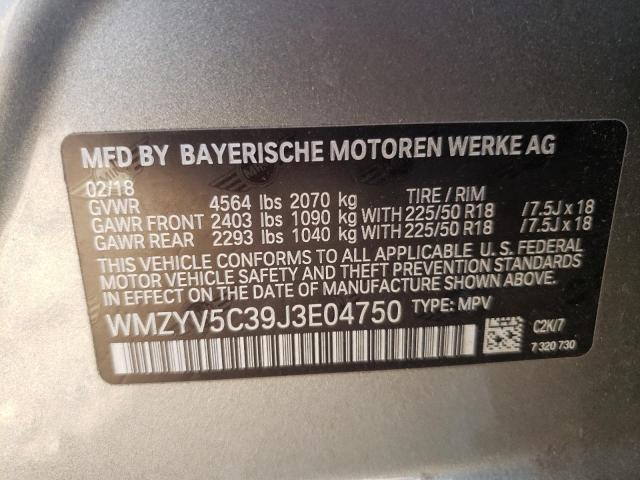 MFD BY BAYERISCHE MOTOREN WERKE AG
02/18 TIRE / RIM
GVWR 4564 lbs 2070 kg
GAWR FRONT 2403 lbs 1090 kg WITH 225/50 R18 /7.5J x 18
GAWR REAR 2293 lbs 1040 kg WITH 225/50 R18 /7.5J x 18
THIS VEHICLE CONFORMS TO ALL APPLICABLE U. S. FEDERAL
MOTOR VEHICLE SAFETY AND THEFT PREVENTION STANDARDS
IN EFFECT ON THE DATE OF MANUFACTURE SHOWN ABOVE.
WMZYV5C39J3E04750 TYPE: MPV
C2K/7
7 320 730